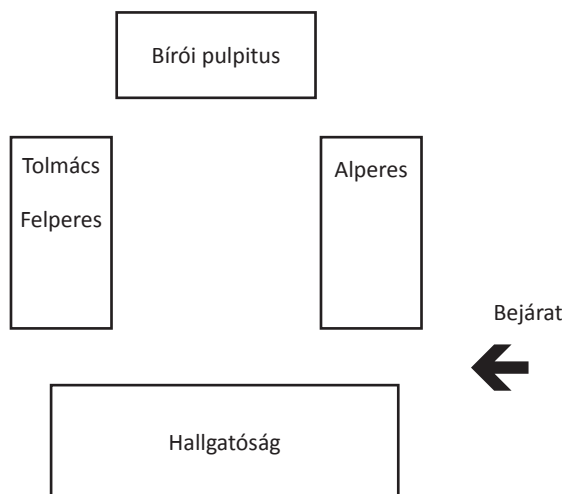 Bírói pulpitus
Tolmács
Felperes
Alperes
Bejárat
Hallgatóság